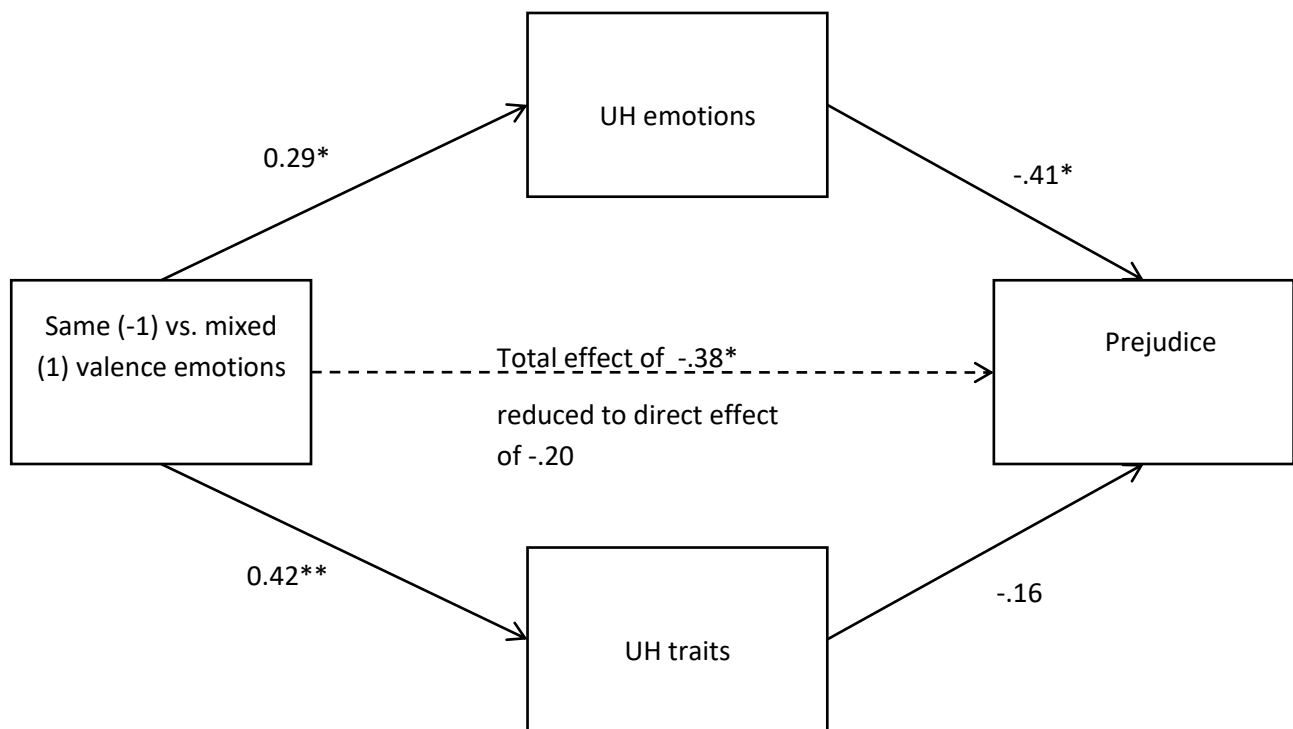 UH emotions
0.29*
-.41*
Same (-1) vs. mixed
(1) valence emotions
Total effect of -.38*
reduced to direct effect
of -.20
Prejudice
0.42**
-.16
UH traits